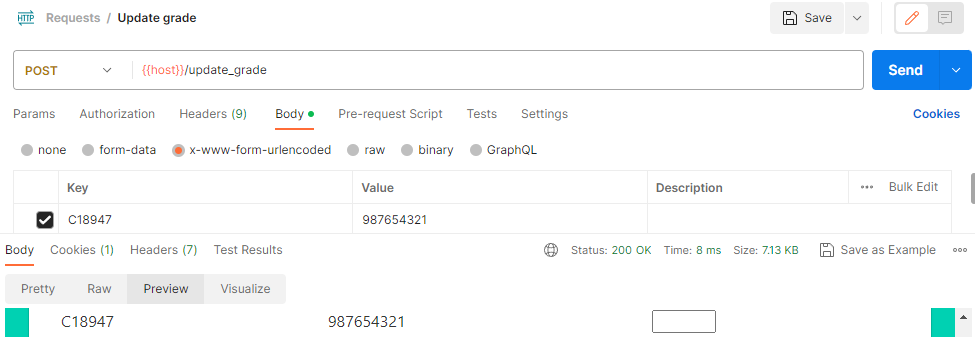 HTTP Requests / Update grade Save
POST {{host}}/update_grade Send
Params Authorization Headers (9) Body Pre-request Script Tests Settings Cookies
none form-data x-www-form-urlencoded raw binary GraphQL
Key Value Description Bulk Edit
C18947 987654321
Body Cookies (1) Headers (7) Test Results Status: 200 OK Time: 8 ms Size: 7.13 KB Save as Example
Pretty Raw Preview Visualize
C18947 987654321